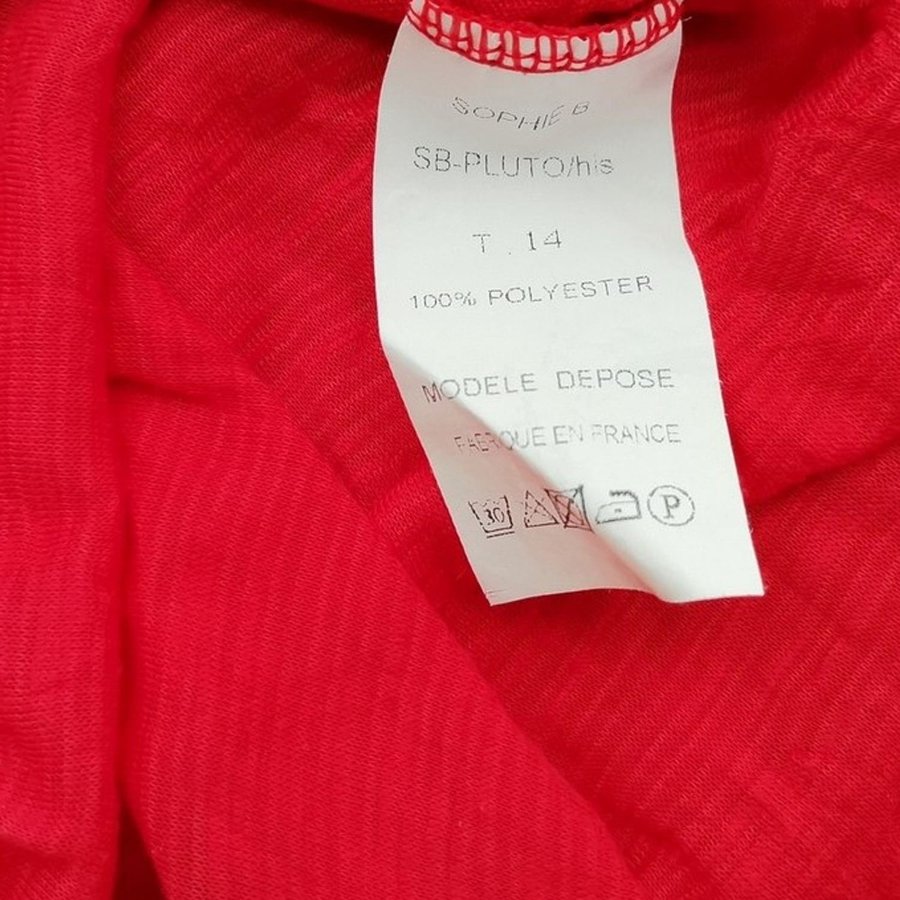 SOPHIE B
SB-PLUTO/his
T . 14
100% POLYESTER
MODELE DEPOSE
FABRIQUE EN FRANCE
30
P